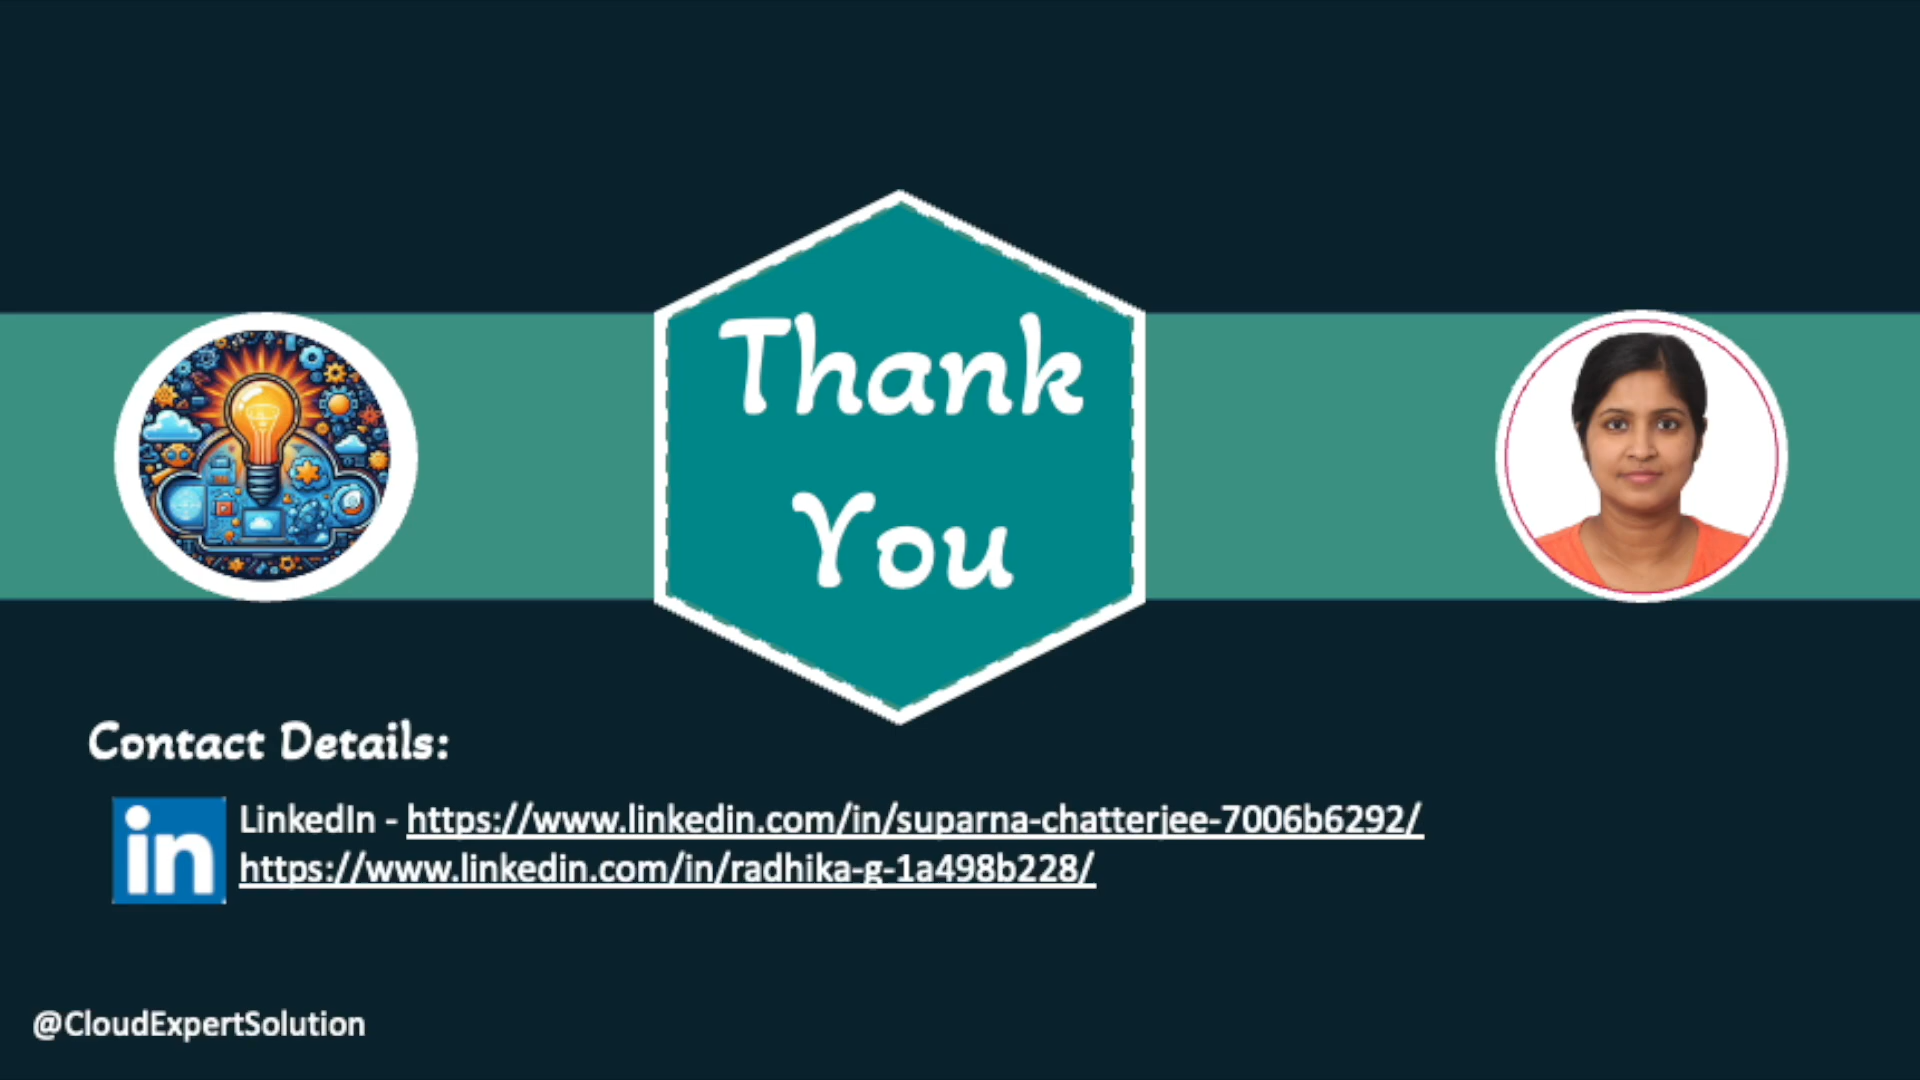 Thank
You
Contact Details:
in LinkedIn - https://www.linkedin.com/in/suparna-chatterjee-7006b6292/
https://www.linkedin.com/in/radhika-g-1a498b228/
@CloudExpertSolution